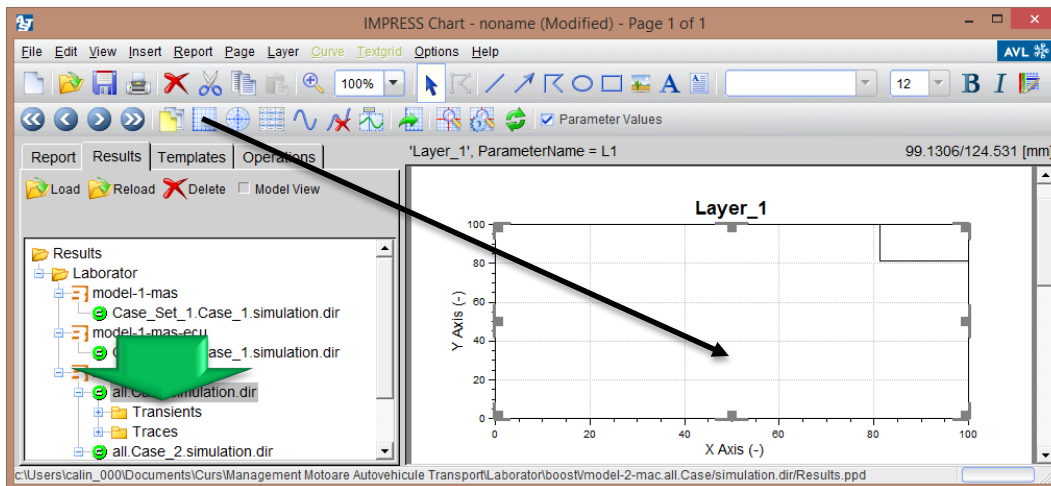 IMPRESS Chart - noname (Modified) - Page 1 of 1
File Edit View Insert Report Page Layer Curve Textgrid Options Help
AVL
100%
A
12 B I
Parameter Values
Report Results Templates Operations
'Layer_1', ParameterName = L1
99.1306/124.531 [mm]
Load Reload Delete Model View
Results
Laborator
model-1-mas
Case_Set_1.Case_1.simulation.dir
model-1-mas-ecu
ase_1.simulation.dir
simulation.dir
Transients
Traces
all.Case_2.simulation.dir
Layer_1
100
80
60
40
20
0
Y Axis (-)
0 20 40 60 80 100
X Axis (-)
c:\Users\calin_000\Documents\Curs\Management Motoare Autovehicule Transport\Laborator\boost\/model-2-mac.all.Case/simulation.dir/Results.ppd